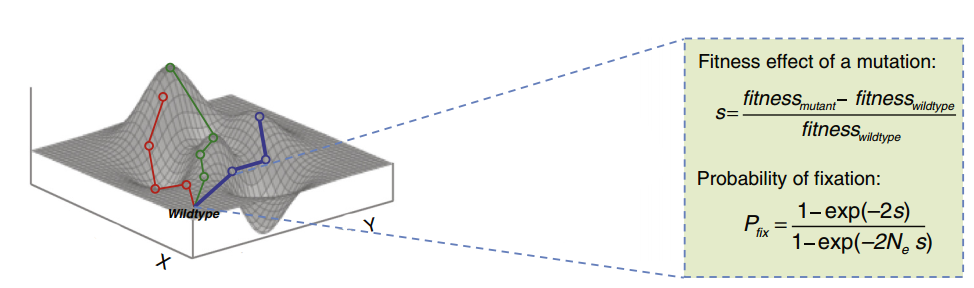 Wildtype
X
Y
Fitness effect of a mutation:
s= fitness_mutant − fitness_wildtype / fitness_wildtype
Probability of fixation:
P_fix = 1−exp(−2s) / 1−exp(−2N_e s)